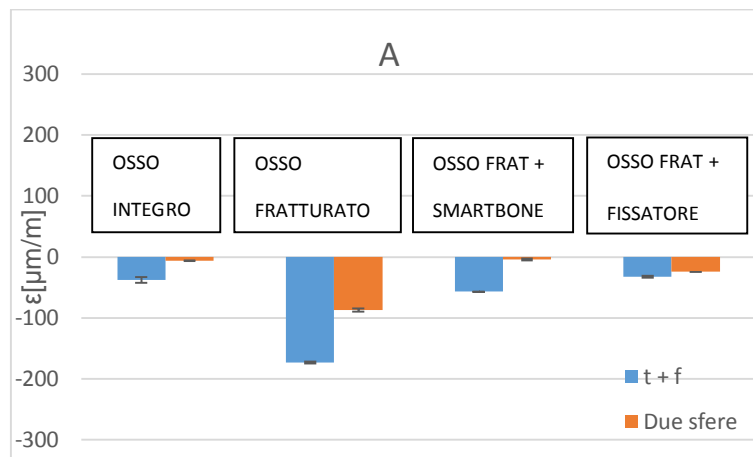 A
300
200
100
0
-100
-200
-300
ε[µm/m]
OSSO
INTEGRO
OSSO
FRATTURATO
OSSO FRAT +
SMARTBONE
OSSO FRAT +
FISSATORE
t + f
Due sfere